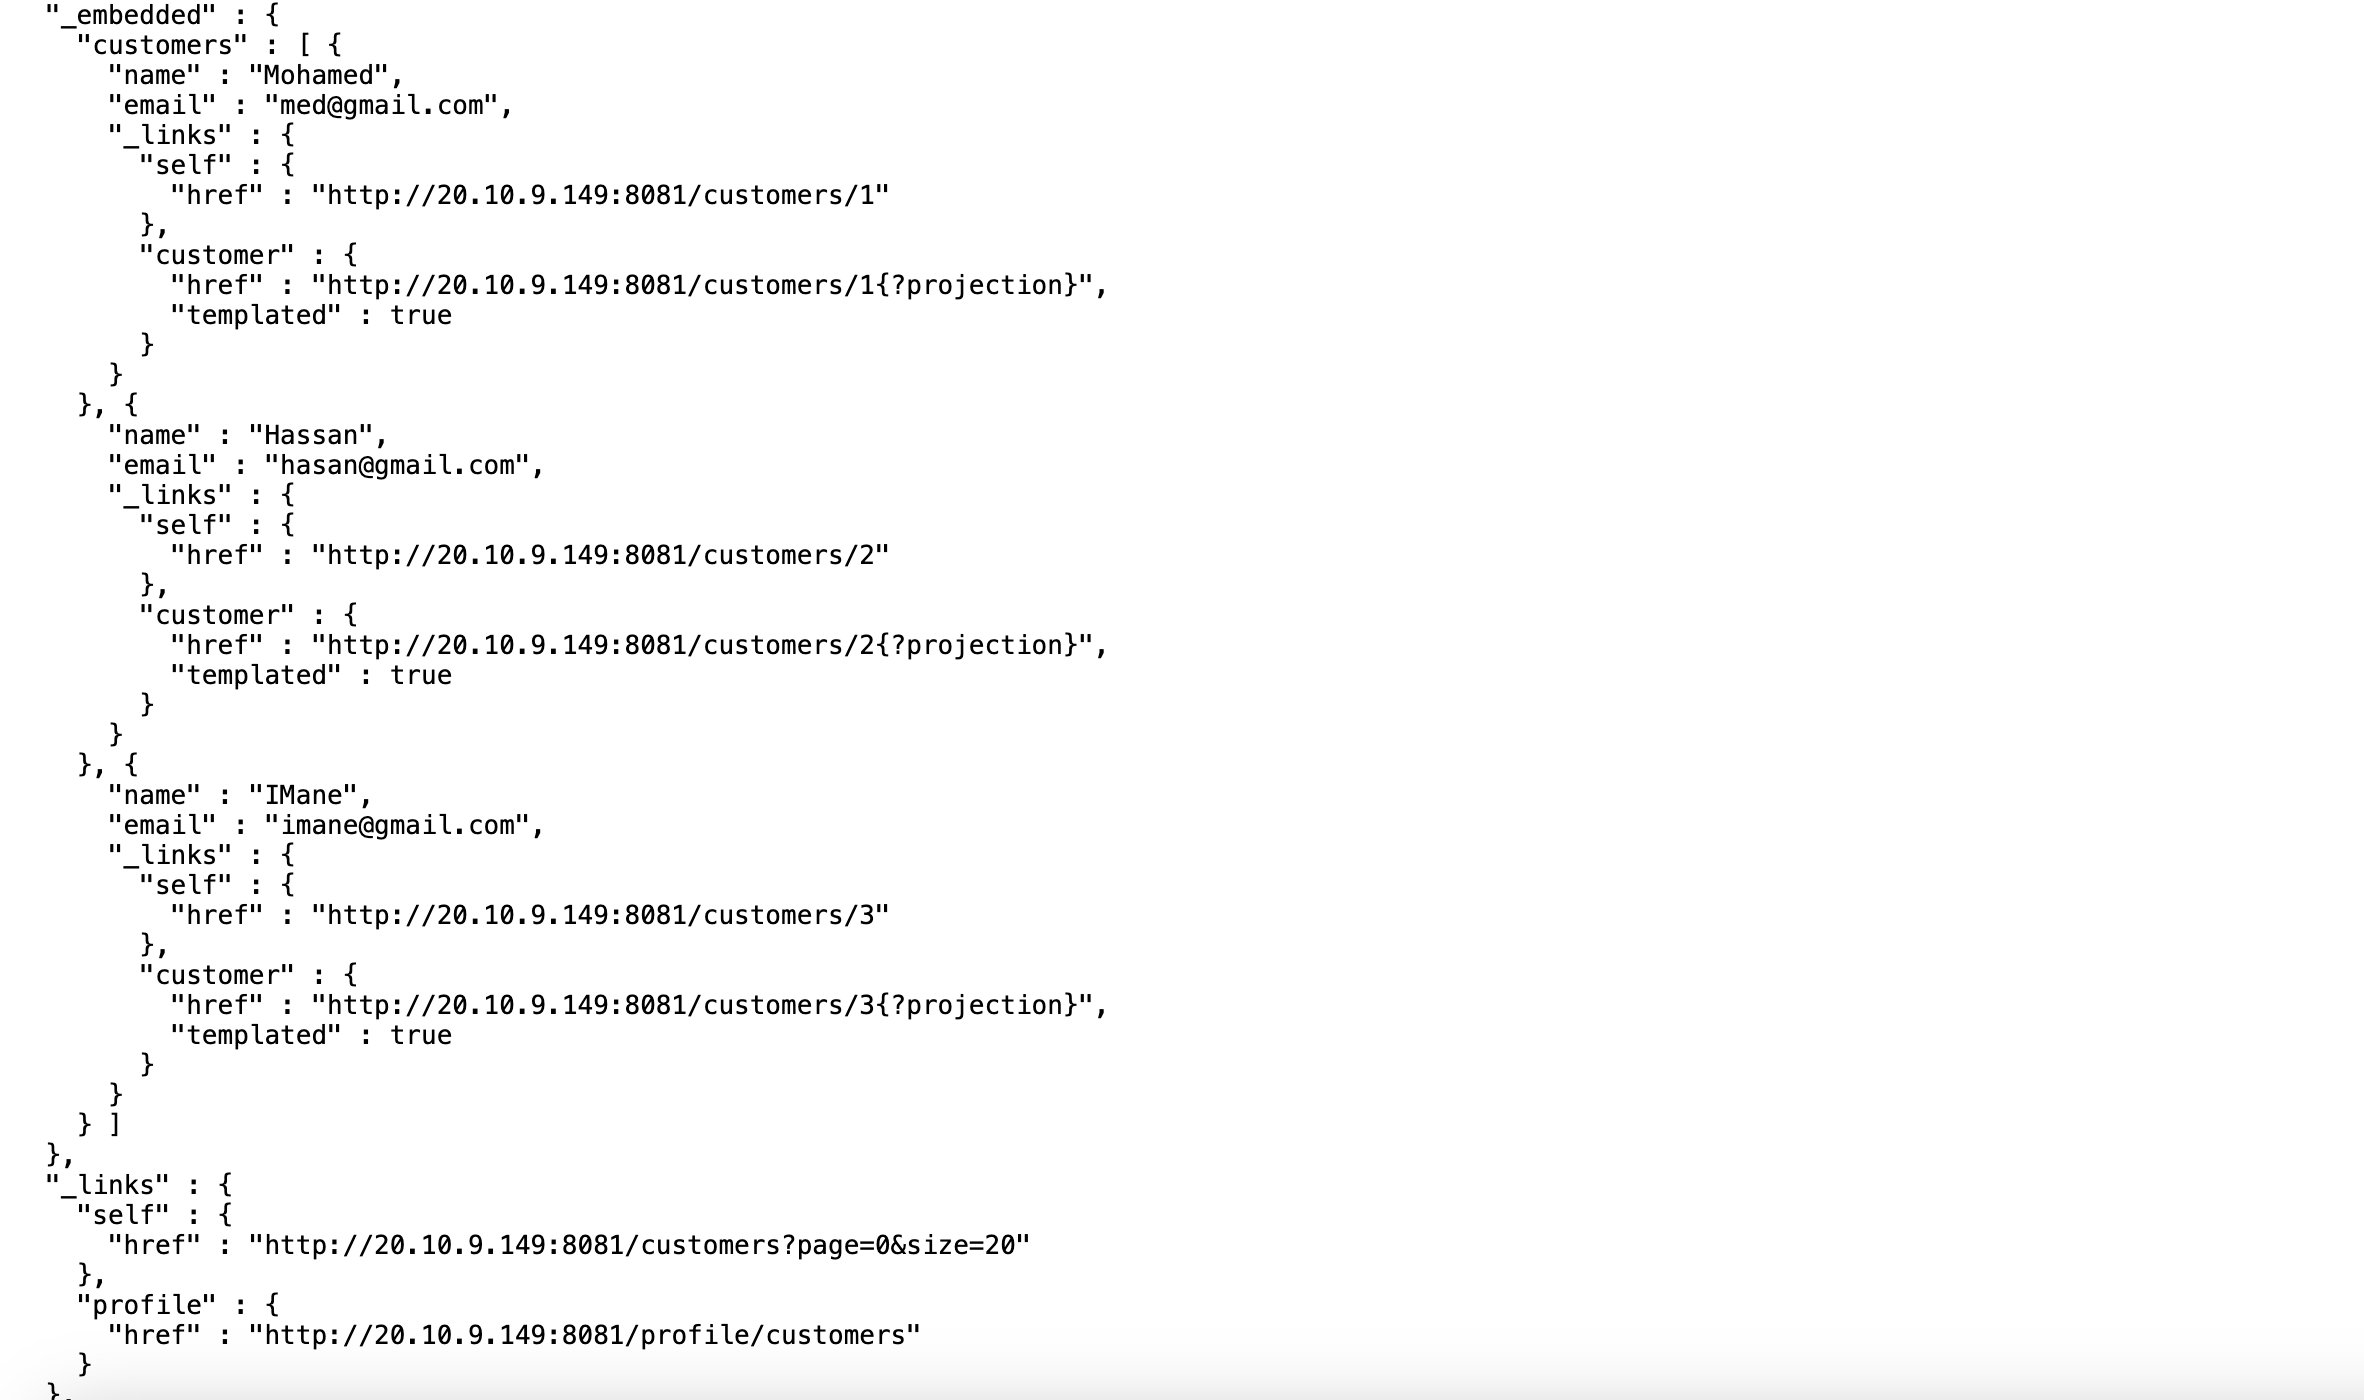 "_embedded" : {
"customers" : [ {
"name" : "Mohamed",
"email" : "med@gmail.com",
"_links" : {
"self" : {
"href" : "http://20.10.9.149:8081/customers/1"
},
"customer" : {
"href" : "http://20.10.9.149:8081/customers/1{?projection}",
"templated" : true
}
}
}, {
"name" : "Hassan",
"email" : "hasan@gmail.com",
"_links" : {
"self" : {
"href" : "http://20.10.9.149:8081/customers/2"
},
"customer" : {
"href" : "http://20.10.9.149:8081/customers/2{?projection}",
"templated" : true
}
}
}, {
"name" : "IMane",
"email" : "imane@gmail.com",
"_links" : {
"self" : {
"href" : "http://20.10.9.149:8081/customers/3"
},
"customer" : {
"href" : "http://20.10.9.149:8081/customers/3{?projection}",
"templated" : true
}
}
} ]
},
"_links" : {
"self" : {
"href" : "http://20.10.9.149:8081/customers?page=0&size=20"
},
"profile" : {
"href" : "http://20.10.9.149:8081/profile/customers"
}
},